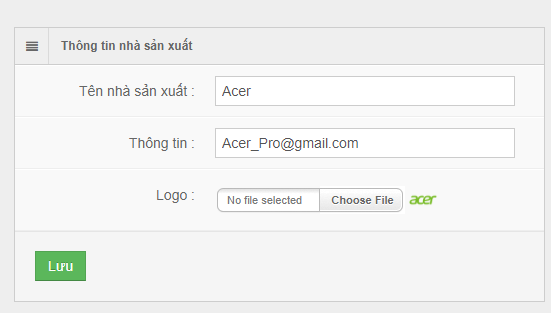 Thông tin nhà sản xuất
Tên nhà sản xuất : Acer
Thông tin : Acer_Pro@gmail.com
Logo : No file selected Choose File acer
Lưu